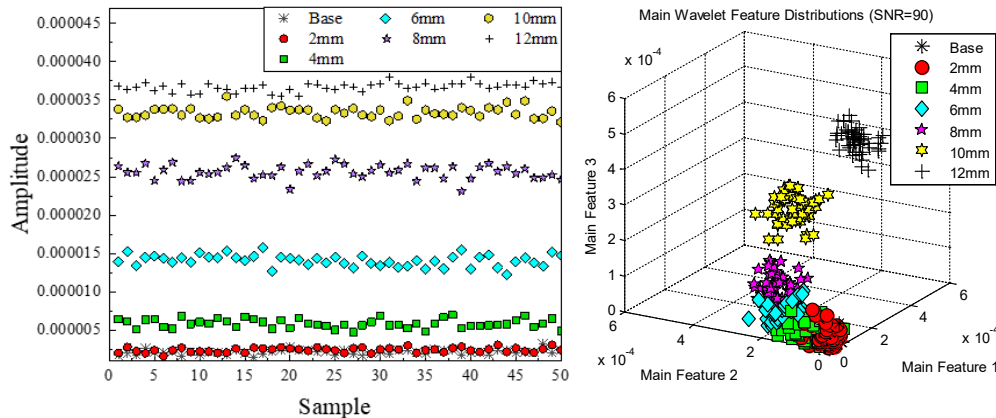 Base
6mm
10mm
2mm
8mm
12mm
4mm
0.000045
0.000040
0.000035
0.000030
0.000025
0.000020
0.000015
0.000010
0.000005
Amplitude
0
5
10
15
20
25
30
35
40
45
50
Sample
Main Wavelet Feature Distributions (SNR=90)
x 10-4
6
5
4
3
2
1
0
Main Feature 3
Base
2mm
4mm
6mm
8mm
10mm
12mm
6
4
2
0
x 10-4
Main Feature 2
0
2
4
6
x 10-4
Main Feature 1